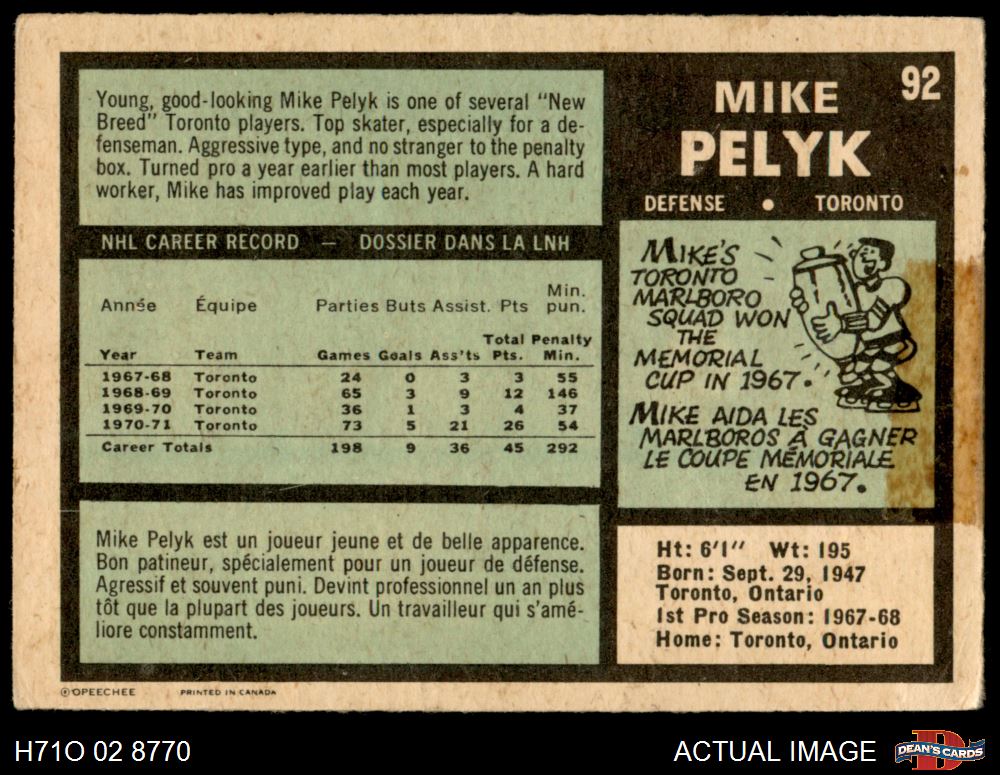 92
MIKE
PELYK
DEFENSE • TORONTO
Young, good-looking Mike Pelyk is one of several "New
Breed" Toronto players. Top skater, especially for a de-
fenseman. Aggressive type, and no stranger to the penalty
box. Turned pro a year earlier than most players. A hard
worker, Mike has improved play each year.
NHL CAREER RECORD — DOSSIER DANS LA LNH
Année Équipe Parties Buts Assist. Pts Min. pun.
Year Team Games Goals Ass'ts Total Pts. Penalty Min.
1967-68 Toronto 24 0 3 3 55
1968-69 Toronto 65 3 9 12 146
1969-70 Toronto 36 1 3 4 37
1970-71 Toronto 73 5 21 26 54
Career Totals 198 9 36 45 292
Mike Pelyk est un joueur jeune et de belle apparence.
Bon patineur, spécialement pour un joueur de défense.
Agressif et souvent puni. Devint professionnel un an plus
tôt que la plupart des joueurs. Un travailleur qui s'amé-
liore constamment.
MIKE'S
TORONTO
MARLBORO
SQUAD WON
THE
MEMORIAL
CUP IN 1967.
MIKE AIDA LES
MARLBOROS À GAGNER
LE COUPE MÉMORIALE
EN 1967.
Ht: 6'1" Wt: 195
Born: Sept. 29, 1947
Toronto, Ontario
1st Pro Season: 1967-68
Home: Toronto, Ontario
© OPEECHEE PRINTED IN CANADA
H71O 02 8770
ACTUAL IMAGE
DEAN'S CARDS